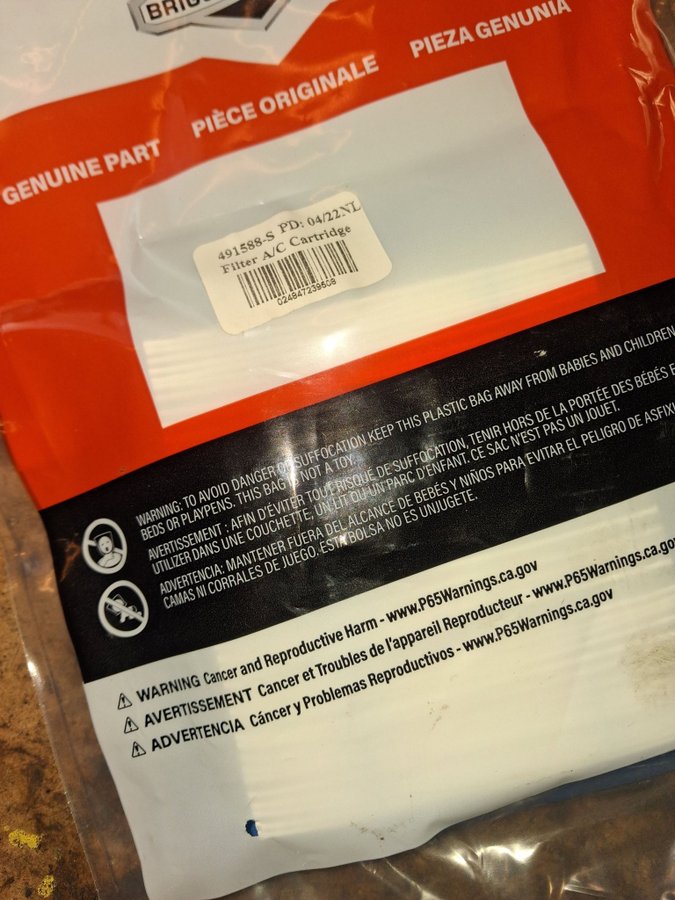 GENUINE PART PIÈCE ORIGINALE PIEZA GENUNIA
491588-S PD: 04/22NL
Filter A/C Cartridge
024847239608
WARNING: TO AVOID DANGER OF SUFFOCATION KEEP THIS PLASTIC BAG AWAY FROM BABIES AND CHILDREN
BEDS OR PLAYPENS. THIS BAG NOT A TOY.
AVERTISSEMENT : AFIN D'ÉVITER TOUT RISQUE DE SUFFOCATION, TENIR HORS DE LA PORTÉE DES BÉBÉS
UTILIZER DANS UNE COUCHETTE, UN LIT OU UN PARC D'ENFANT. CE SAC N'EST PAS UN JOUET.
ADVERTENCIA: MANTENER FUERA DEL ALCANCE DE BEBÉS Y NIÑOS PARA EVITAR EL PELIGRO DE ASFIXI
CAMAS NI CORRALES DE JUEGO. ESTA BOLSA NO ES UNJUGETE.
WARNING Cancer and Reproductive Harm - www.P65Warnings.ca.gov
AVERTISSEMENT Cancer et Troubles de l'appareil Reproducteur - www.P65Warnings.ca.gov
ADVERTENCIA Cáncer y Problemas Reproductivos - www.P65Warnings.ca.gov